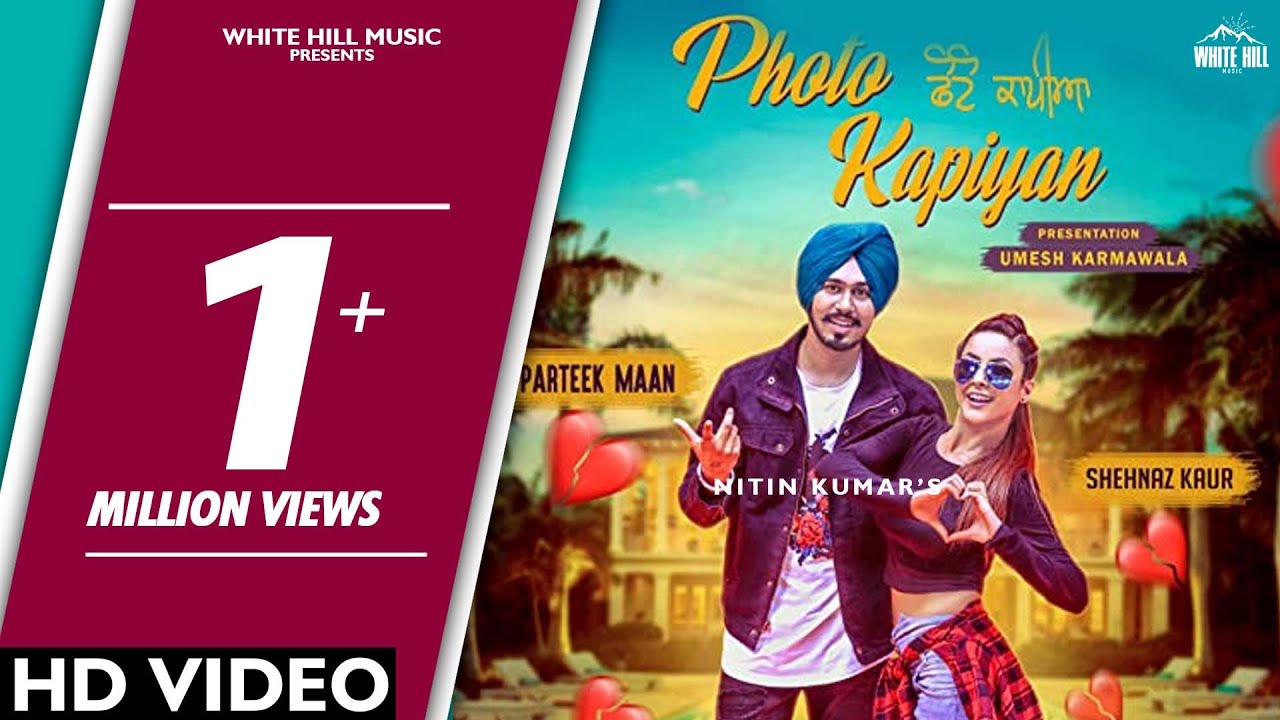 WHITE HILL MUSIC
PRESENTS
1+
MILLION VIEWS
HD VIDEO
Photo
ਫੋਟੋ ਕਾਪੀਆ
Kapiyan
WHITE HILL
MUSIC
PRESENTATION
UMESH KARMAWALA
PARTEEK MAAN
SHEHNAZ KAUR
NITIN KUMAR'S